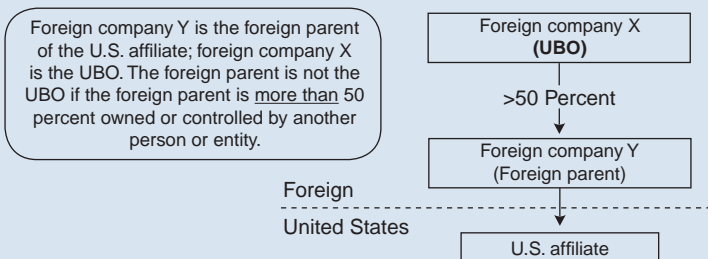 Foreign company Y is the foreign parent
of the U.S. affiliate; foreign company X
is the UBO. The foreign parent is not the
UBO if the foreign parent is more than 50
percent owned or controlled by another
person or entity.
Foreign company X
(UBO)
>50 Percent
Foreign company Y
(Foreign parent)
Foreign
United States
U.S. affiliate